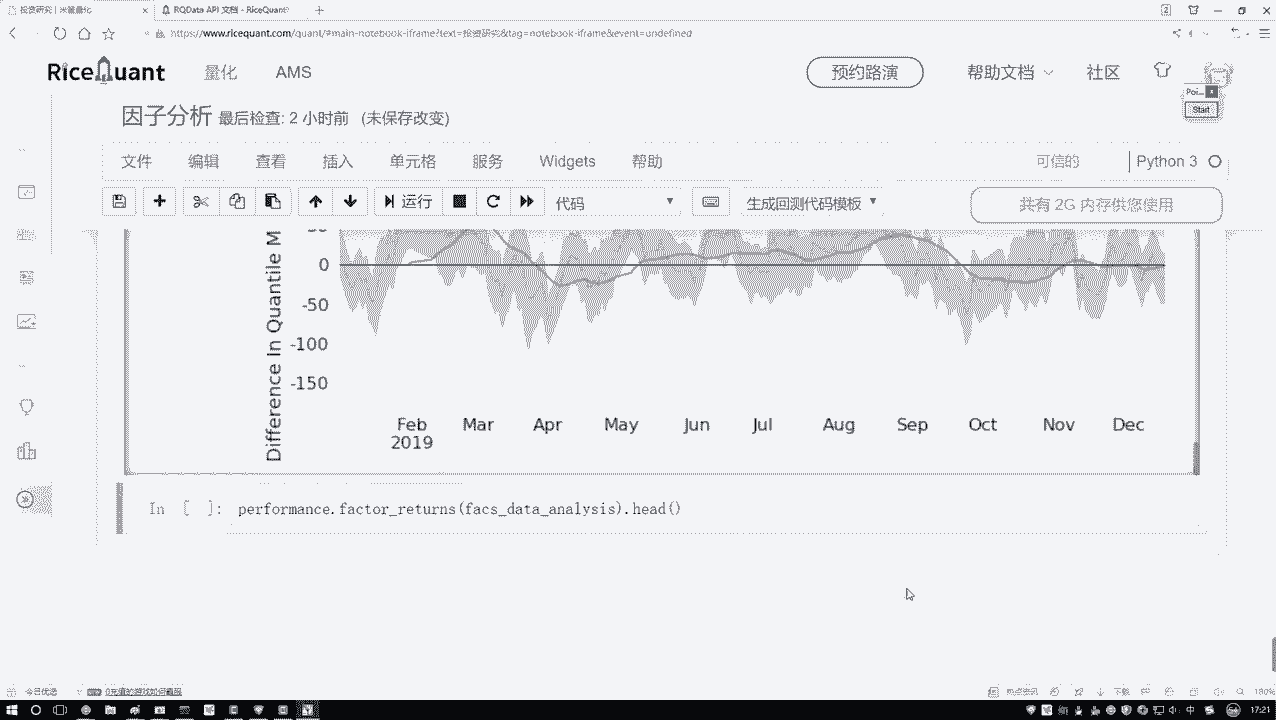 投资研究 | 米筐量化
RQData API 文档 - RiceQuant
https://www.ricequant.com/quant/#main-notebook-iframe?text=投资研究&tag=notebook-iframe&event=undefined
RiceQuant 量化 AMS 预约路演 帮助文档 社区
Start
因子分析 最后检查: 2 小时前 (未保存改变)
文件 编辑 查看 插入 单元格 服务 Widgets 帮助 可信的 Python 3
运行 代码 生成回测代码模板 共有 2G 内存供您使用
Difference In Quantile M
0
-50
-100
-150
Feb Mar Apr May Jun Jul Aug Sep Oct Nov Dec
2019
In [ ]: performance.factor_returns(facs_data_analysis).head()
今日优选
下载
17:21